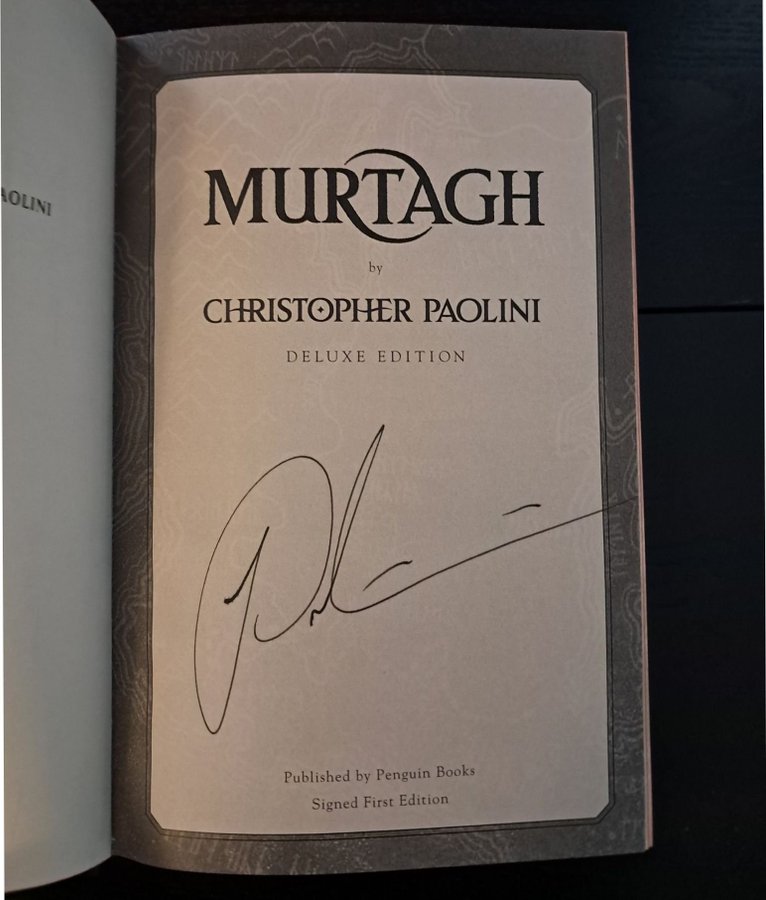 AOLINI
MURTAGH
by
CHRISTOPHER PAOLINI
DELUXE EDITION
Published by Penguin Books
Signed First Edition